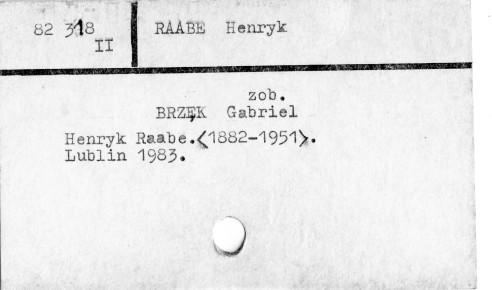 82 318 RAABE Henryk
II
zob.
BRZĘK Gabriel
Henryk Raabe.<1882-1951>.
Lublin 1983.